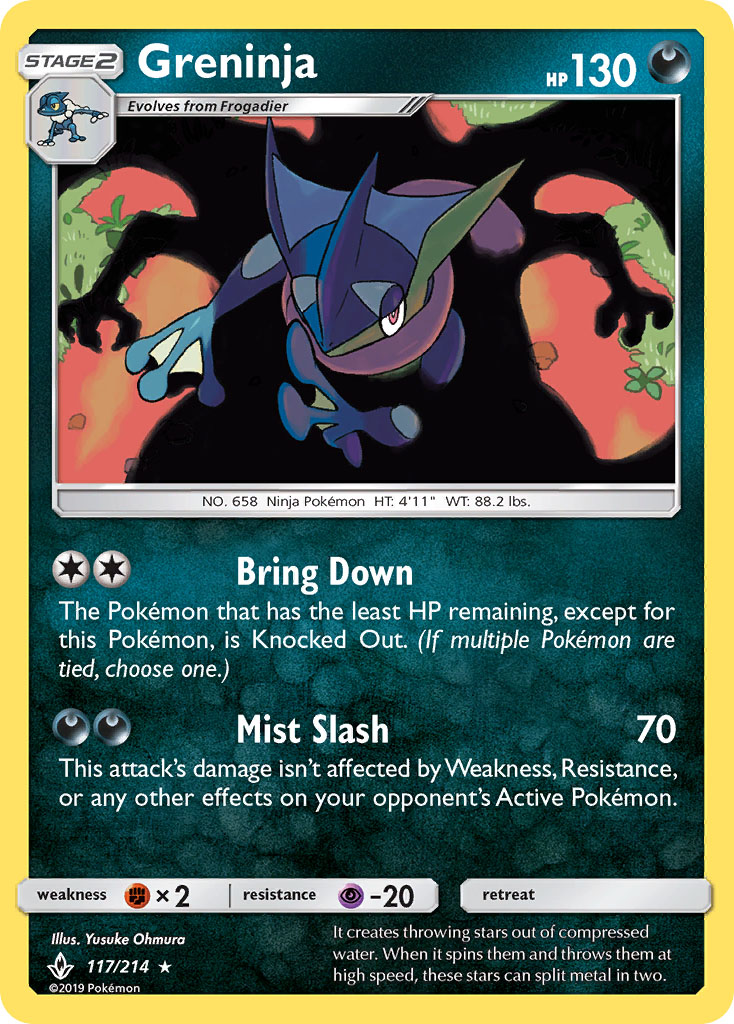 STAGE2
Greninja
HP130
Evolves from Frogadier
NO. 658 Ninja Pokémon HT: 4'11" WT: 88.2 lbs.
Bring Down
The Pokémon that has the least HP remaining, except for
this Pokémon, is Knocked Out. (If multiple Pokémon are
tied, choose one.)
Mist Slash 70
This attack's damage isn't affected by Weakness, Resistance,
or any other effects on your opponent's Active Pokémon.
weakness ×2 resistance -20 retreat
Illus. Yusuke Ohmura
117/214 ★
©2019 Pokémon
It creates throwing stars out of compressed
water. When it spins them and throws them at
high speed, these stars can split metal in two.